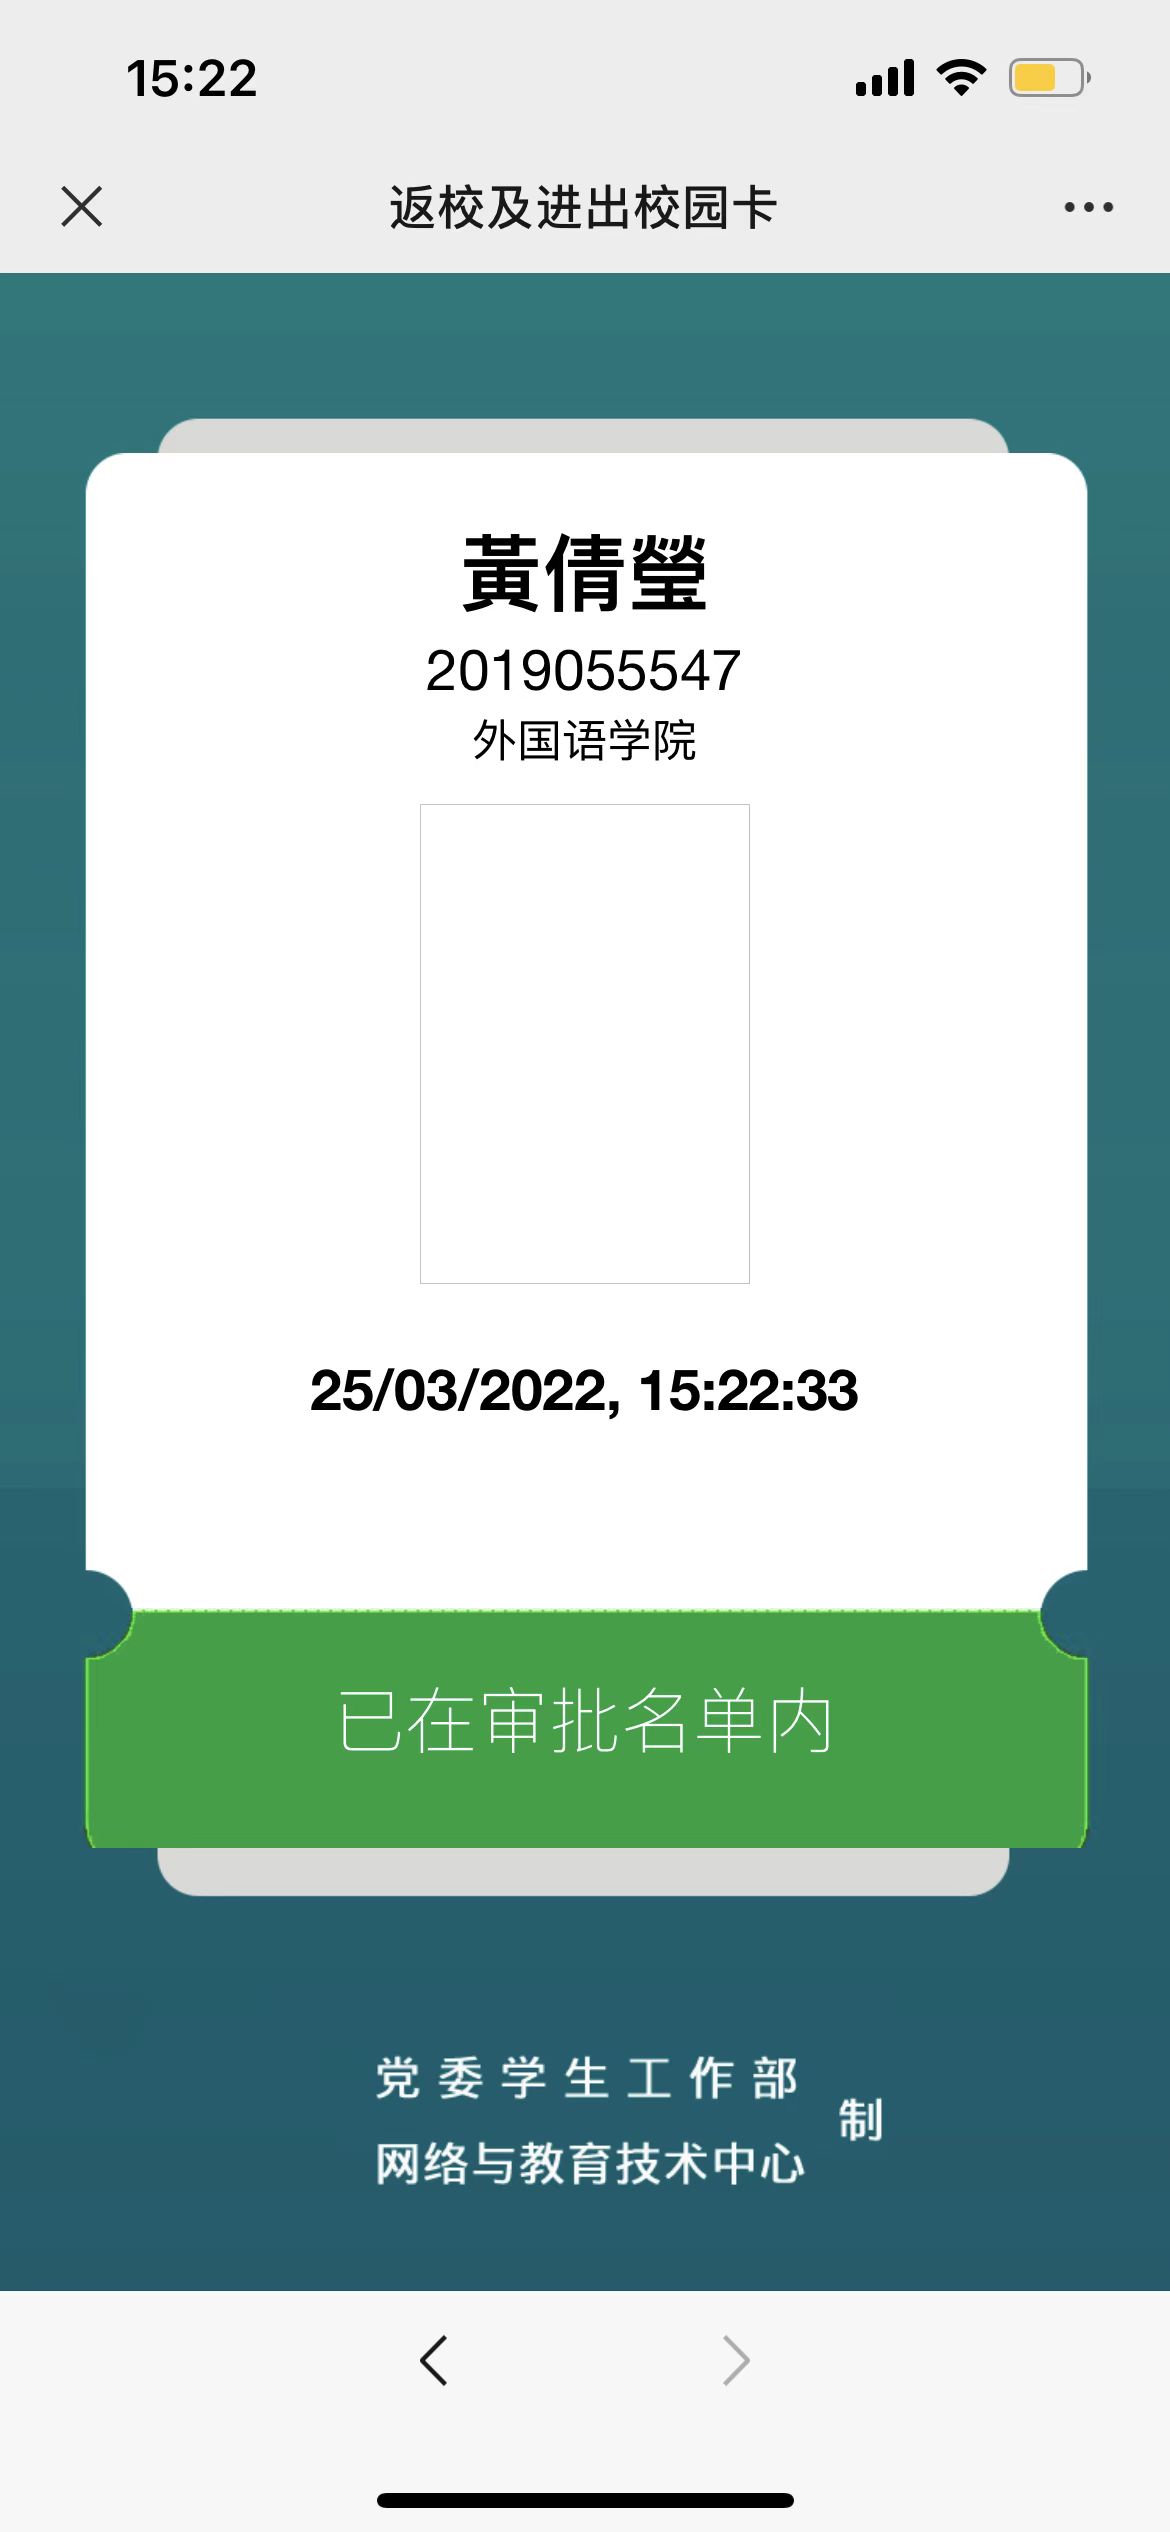 15:22
返校及进出校园卡
黃倩瑩
2019055547
外国语学院
25/03/2022, 15:22:33
已在审批名单内
党委学生工作部
网络与教育技术中心
制